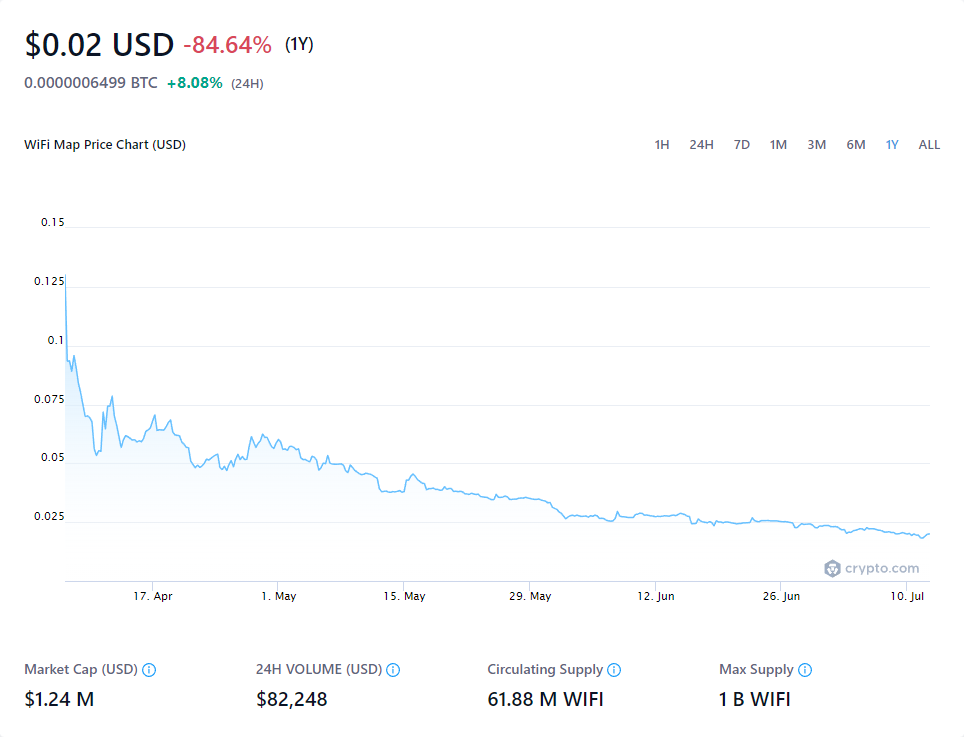 $0.02 USD -84.64% (1Y)
0.0000006499 BTC +8.08% (24H)
WiFi Map Price Chart (USD) 1H 24H 7D 1M 3M 6M 1Y ALL
0.15
0.125
0.1
0.075
0.05
0.025
crypto.com
17. Apr 1. May 15. May 29. May 12. Jun 26. Jun 10. Jul
Market Cap (USD) 24H VOLUME (USD) Circulating Supply Max Supply
$1.24 M $82,248 61.88 M WIFI 1 B WIFI